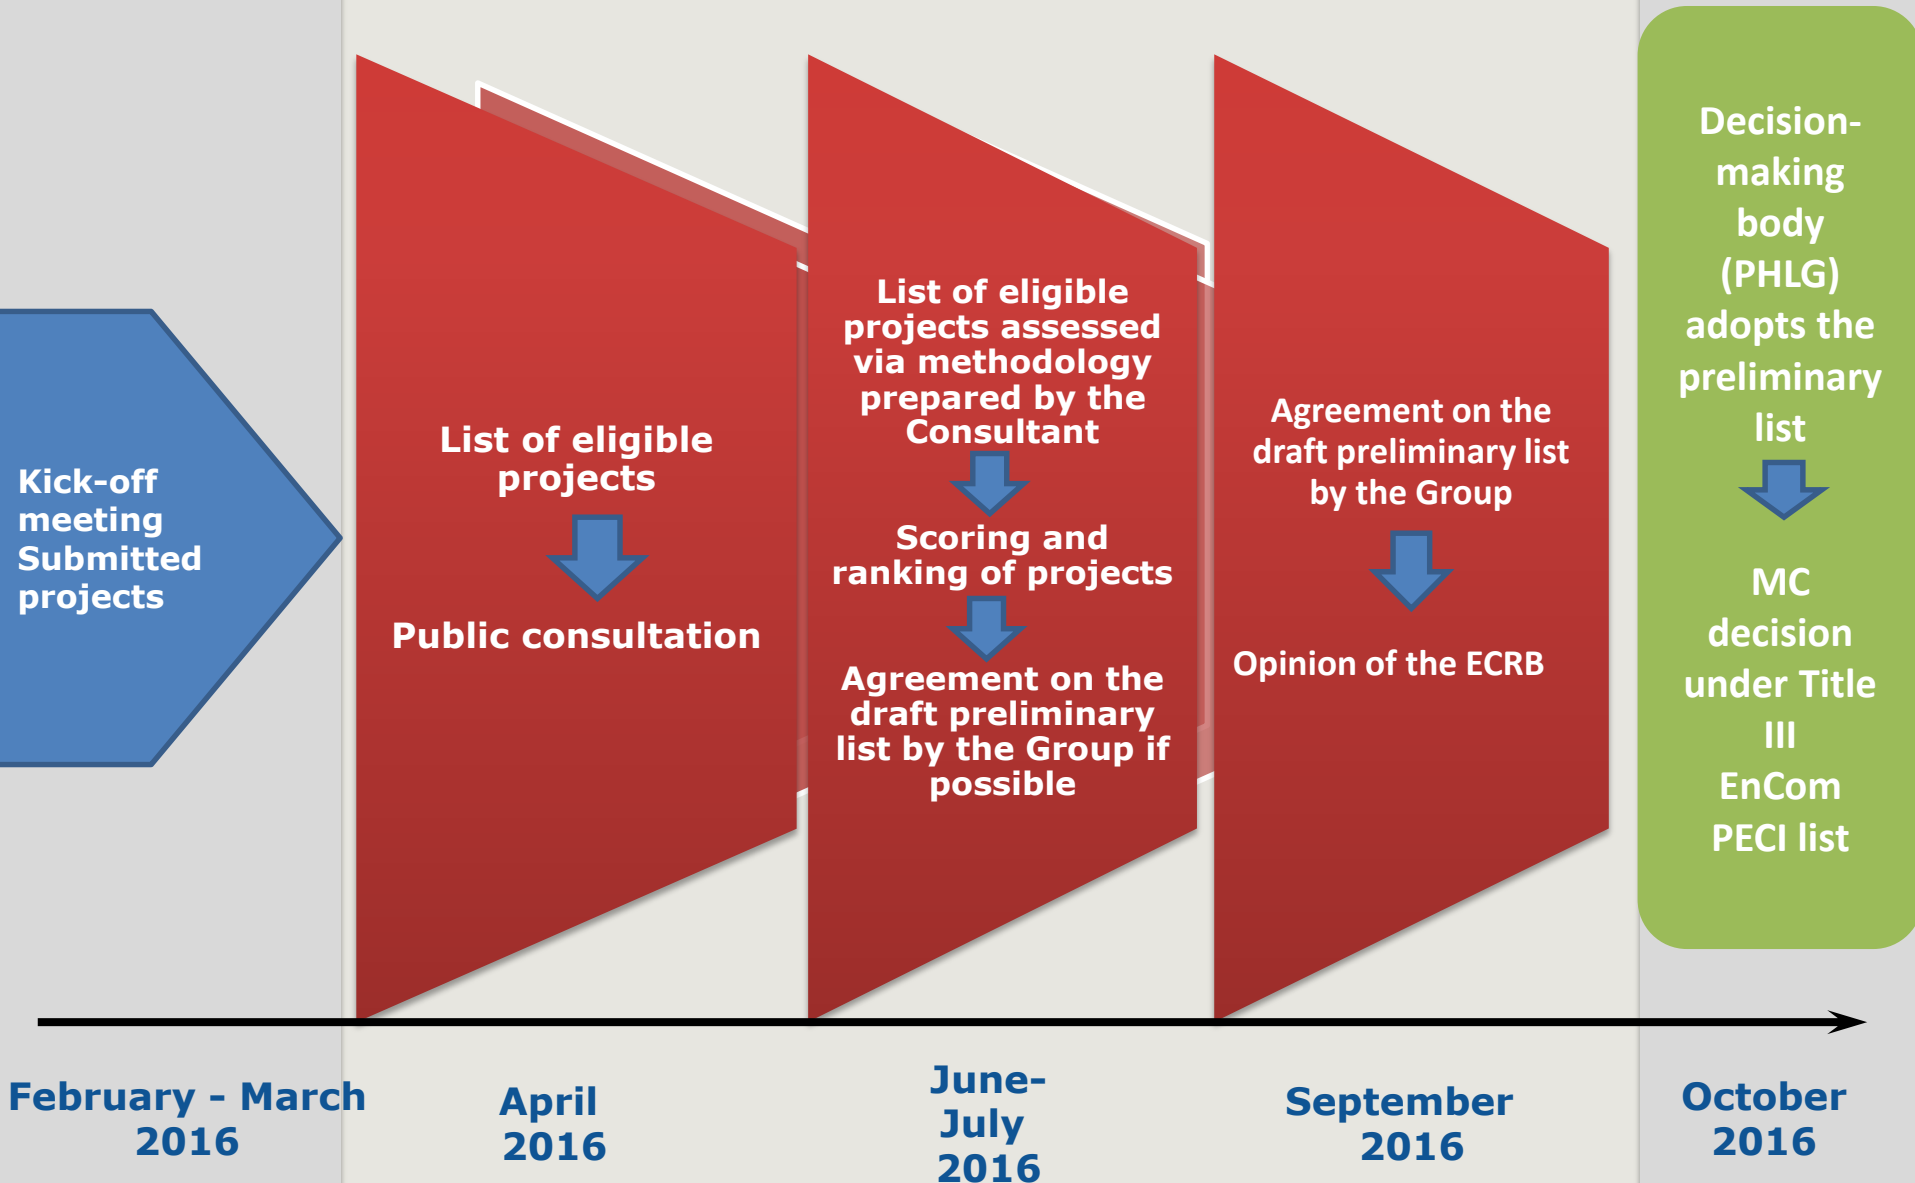 Kick-off
meeting
Submitted
projects
List of eligible
projects
Public consultation
List of eligible
projects assessed
via methodology
prepared by the
Consultant
Scoring and
ranking of projects
Agreement on the
draft preliminary
list by the Group if
possible
Agreement on the
draft preliminary list
by the Group
Opinion of the ECRB
Decision-
making
body
(PHLG)
adopts the
preliminary
list
MC
decision
under Title
III
EnCom
PECI list
February - March
2016
April
2016
June-
July
2016
September
2016
October
2016